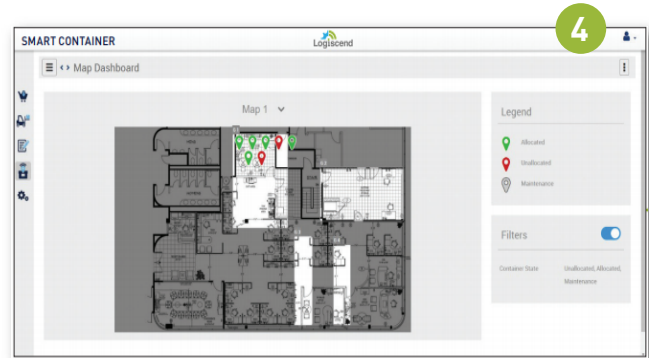 4
SMART CONTAINER
Logiscend
Map Dashboard
Map 1
Legend
Allocated
Unallocated
Maintenance
Filters
Container State
Unallocated, Allocated,
Maintenance